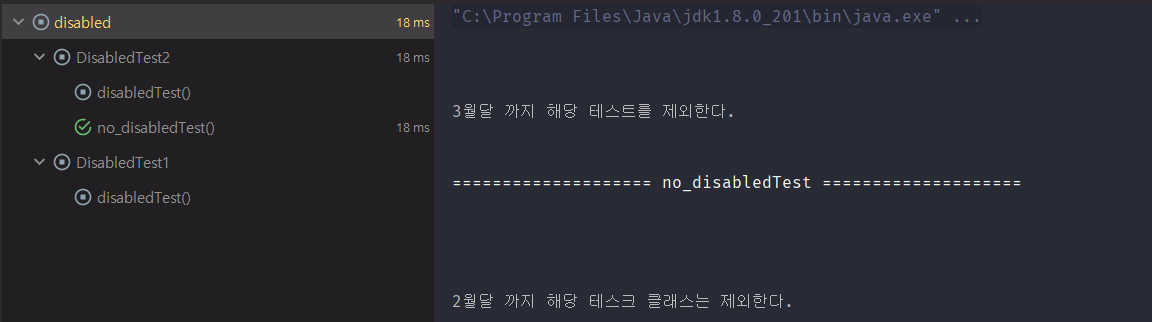 disabled 18 ms
DisabledTest2 18 ms
disabledTest()
no_disabledTest() 18 ms
DisabledTest1
disabledTest()
"C:\Program Files\Java\jdk1.8.0_201\bin\java.exe" ...
3월달 까지 해당 테스트를 제외한다.
==================== no_disabledTest ====================
2월달 까지 해당 테스크 클래스는 제외한다.